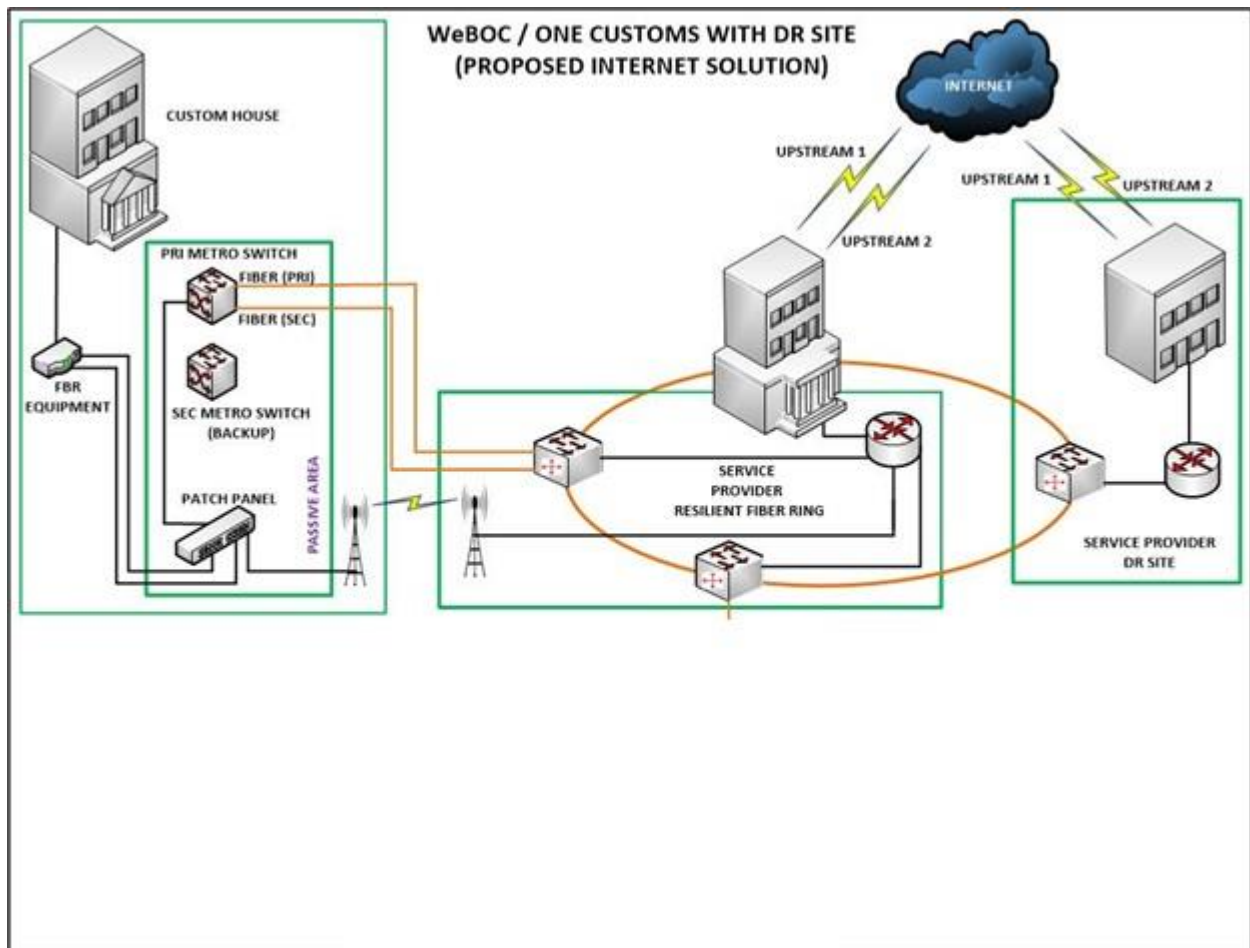 WeBOC / ONE CUSTOMS WITH DR SITE
(PROPOSED INTERNET SOLUTION)
INTERNET
CUSTOM HOUSE
UPSTREAM 1
UPSTREAM 2
UPSTREAM 1
UPSTREAM 2
PRI METRO SWITCH
FIBER (PRI)
FIBER (SEC)
FBR
EQUIPMENT
SEC METRO SWITCH
(BACKUP)
PATCH PANEL
PASSIVE AREA
SERVICE
PROVIDER
RESILIENT FIBER RING
SERVICE PROVIDER
DR SITE